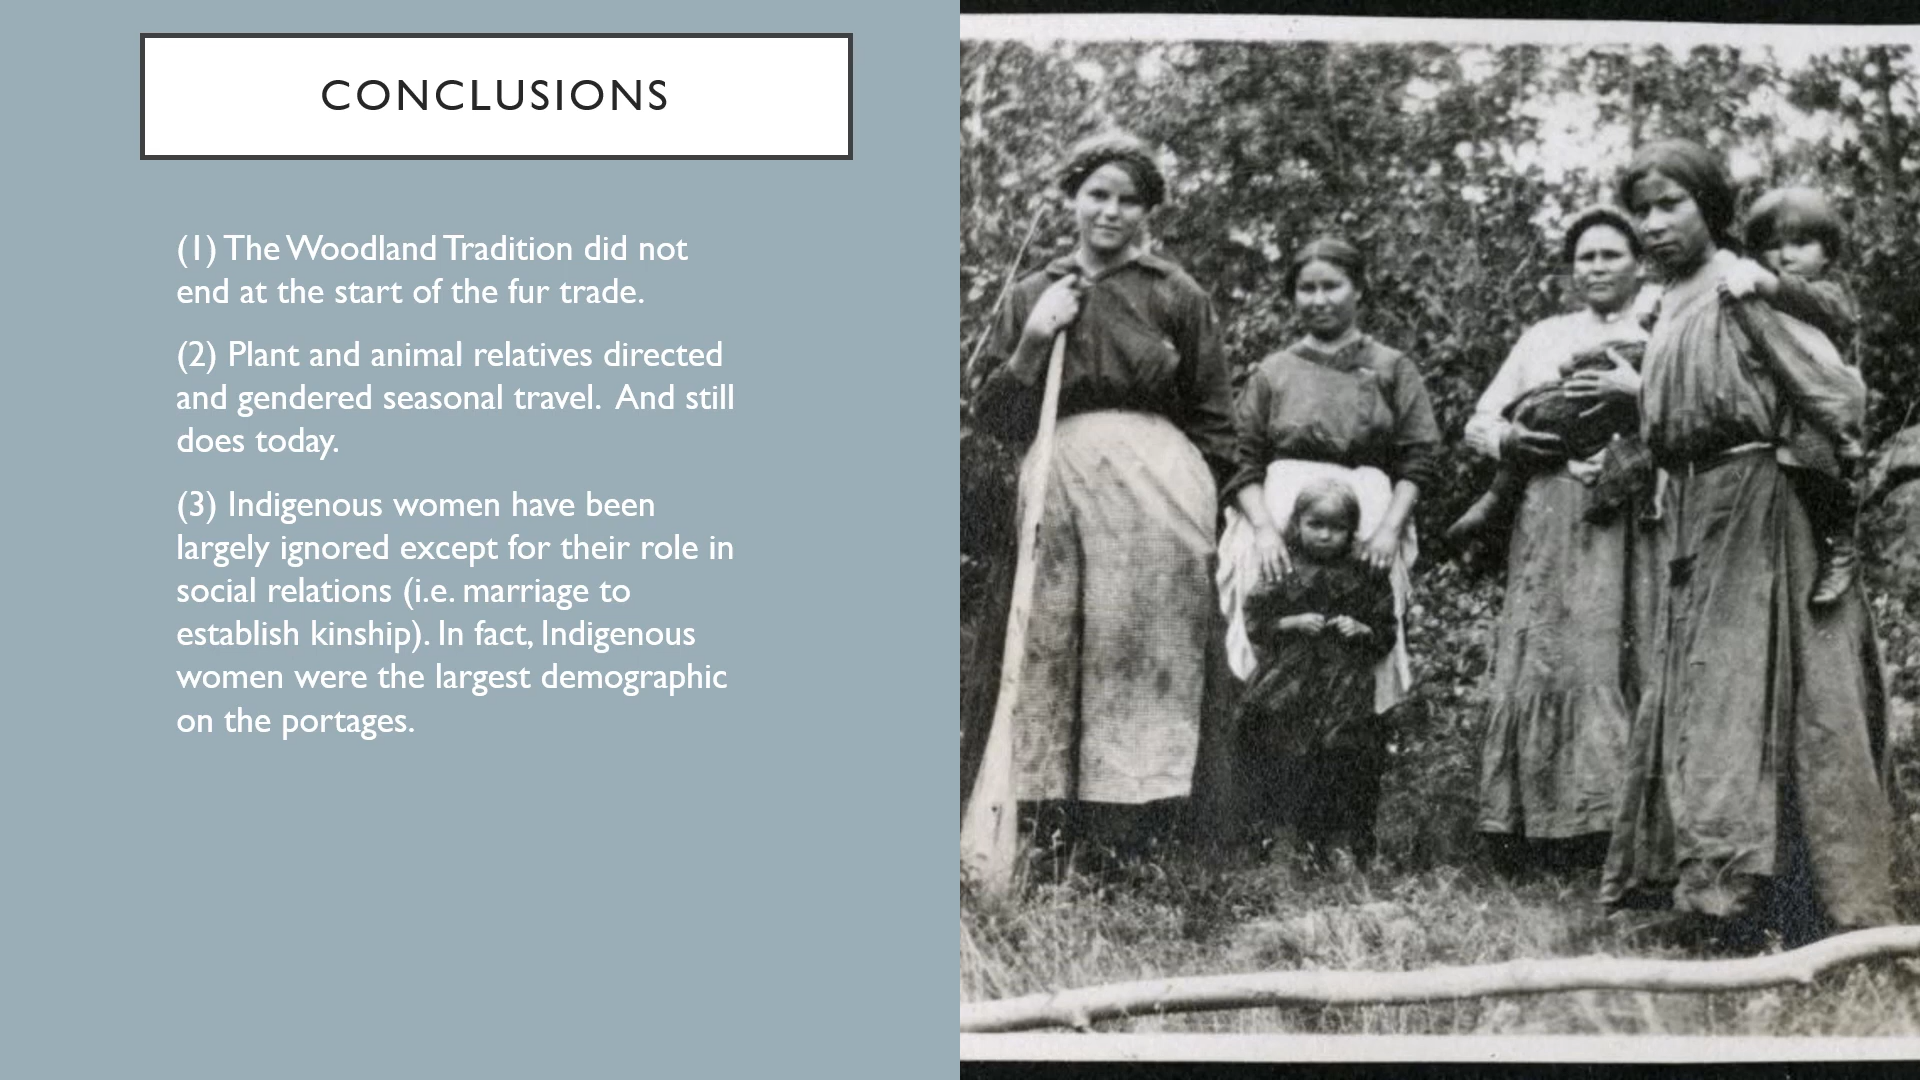 CONCLUSIONS
(1) The Woodland Tradition did not
end at the start of the fur trade.
(2) Plant and animal relatives directed
and gendered seasonal travel.  And still
does today.
(3) Indigenous women have been
largely ignored except for their role in
social relations (i.e. marriage to
establish kinship). In fact, Indigenous
women were the largest demographic
on the portages.